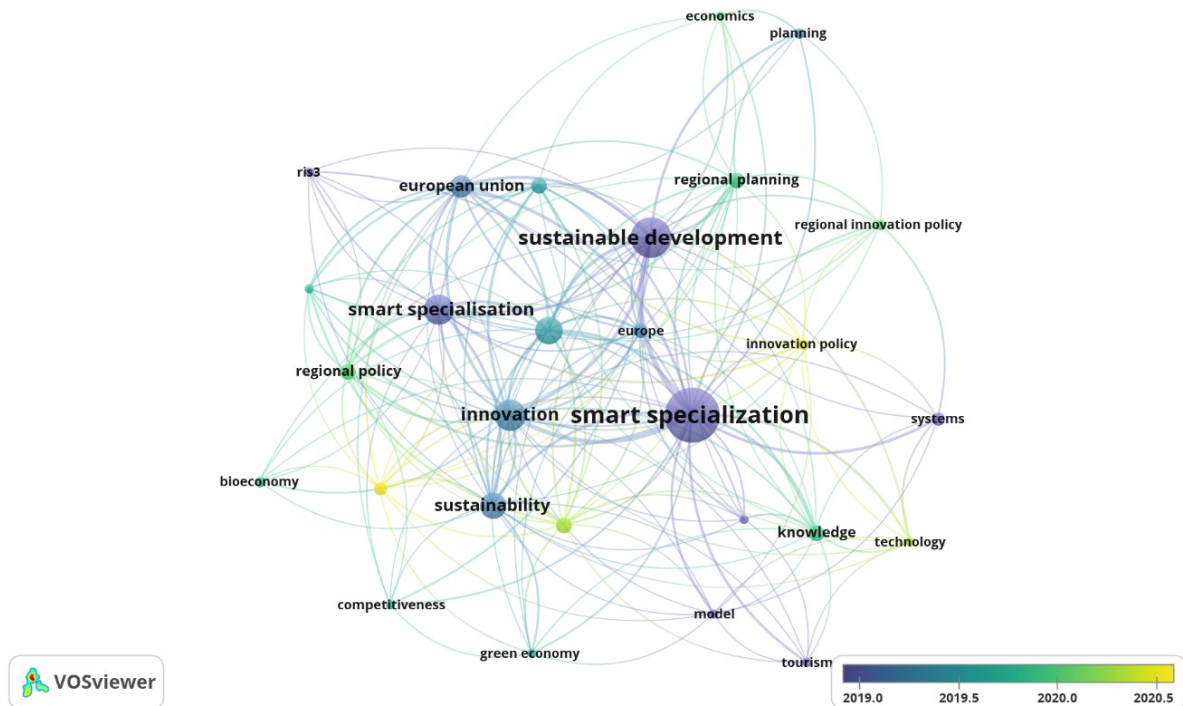 economics
planning
ris3
european union
regional planning
regional innovation policy
sustainable development
smart specialisation
europe
innovation policy
regional policy
innovation
smart specialization
systems
bioeconomy
sustainability
knowledge
technology
competitiveness
model
green economy
tourism
VOSviewer
2019.0 2019.5 2020.0 2020.5